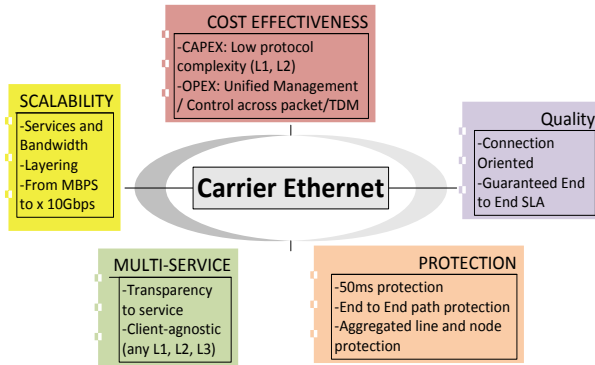 COST EFFECTIVENESS
-CAPEX: Low protocol
complexity (L1, L2)
-OPEX: Unified Management
/ Control across packet/TDM
SCALABILITY
-Services and
Bandwidth
-Layering
-From MBPS
to x 10Gbps
Quality
-Connection
Oriented
-Guaranteed End
to End SLA
Carrier Ethernet
MULTI-SERVICE
-Transparency
to service
-Client-agnostic
(any L1, L2, L3)
PROTECTION
-50ms protection
-End to End path protection
-Aggregated line and node
protection